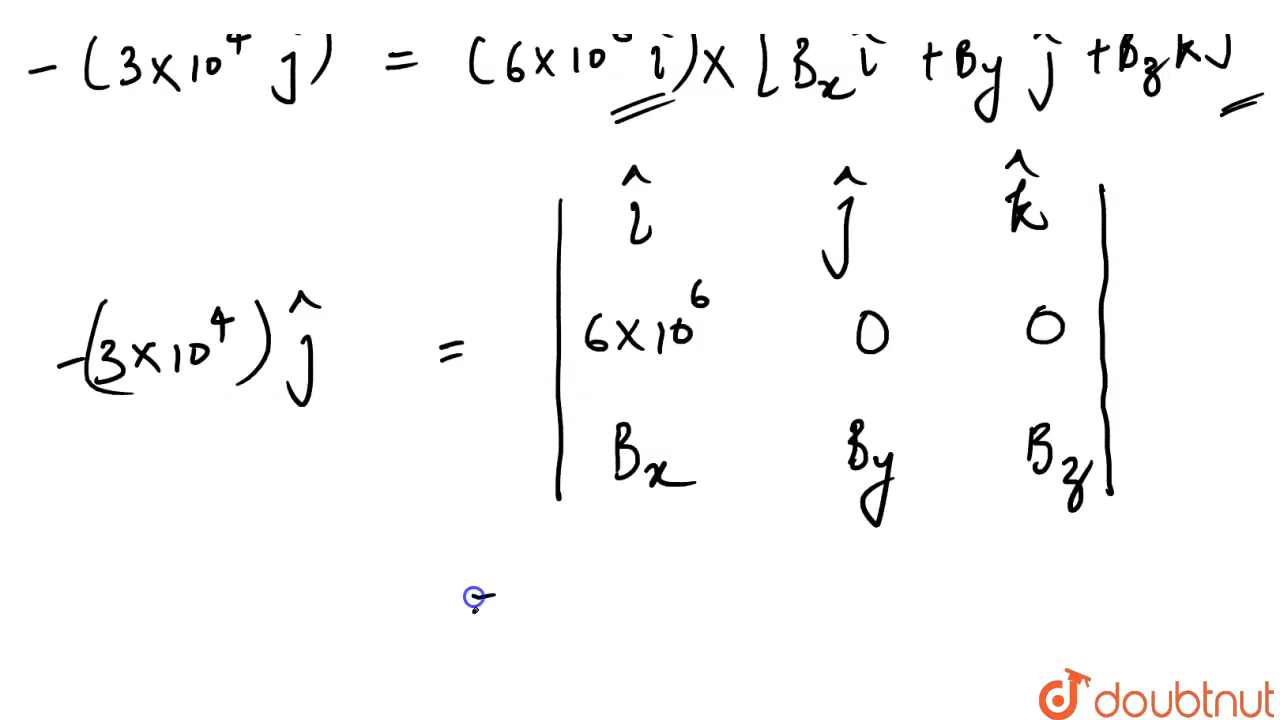 - (3×10⁴ ĵ) = (6×10⁶ î) × [Bₓ î + By ĵ + Bz k̂]
î ĵ k̂
-(3×10⁴) ĵ = 6×10⁶ 0 0
Bₓ By Bz
=
doubtnut